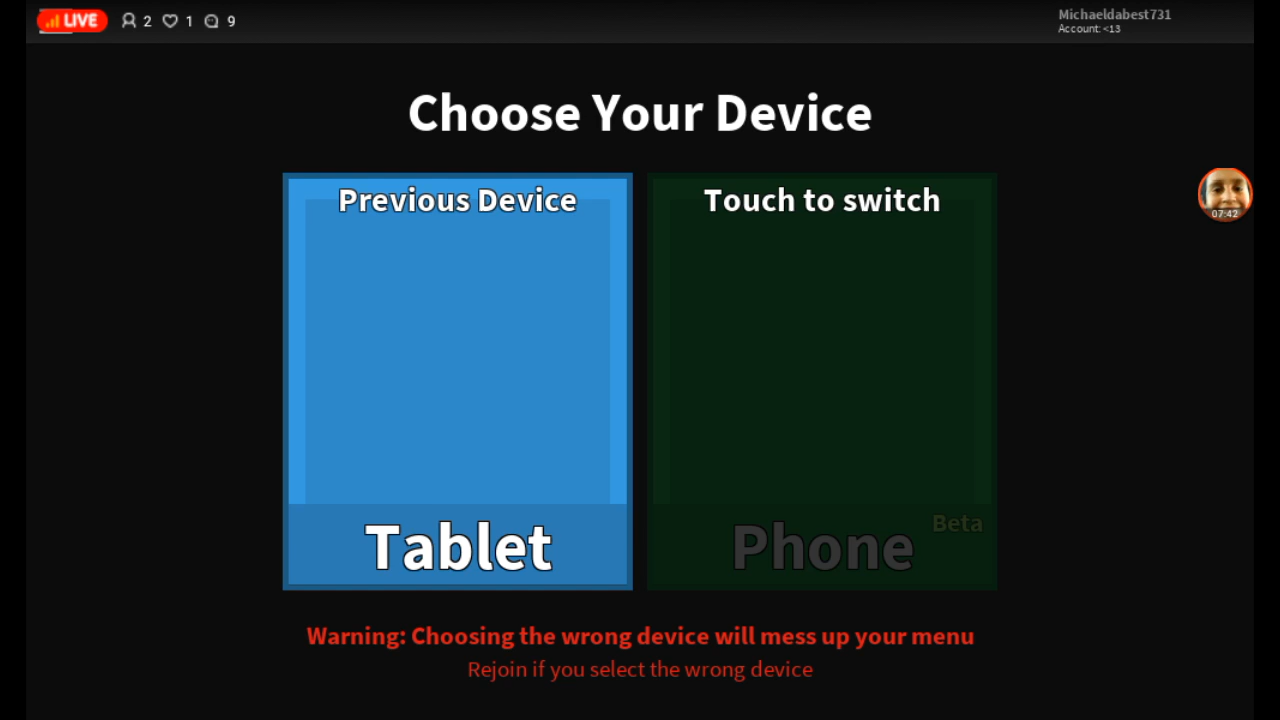 LIVE 2 1 9
Michaeldabest731
Account: <13
Choose Your Device
Previous Device
Touch to switch
Tablet
Phone
Beta
07:42
Warning: Choosing the wrong device will mess up your menu
Rejoin if you select the wrong device